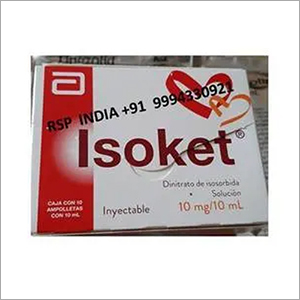 RSP INDIA +91 9994330921
Isoket®
Dinitrato de isosorbida
• Solución
Inyectable
10 mg/10 mL
CAJA CON 10
AMPOLLETAS
CON 10 mL